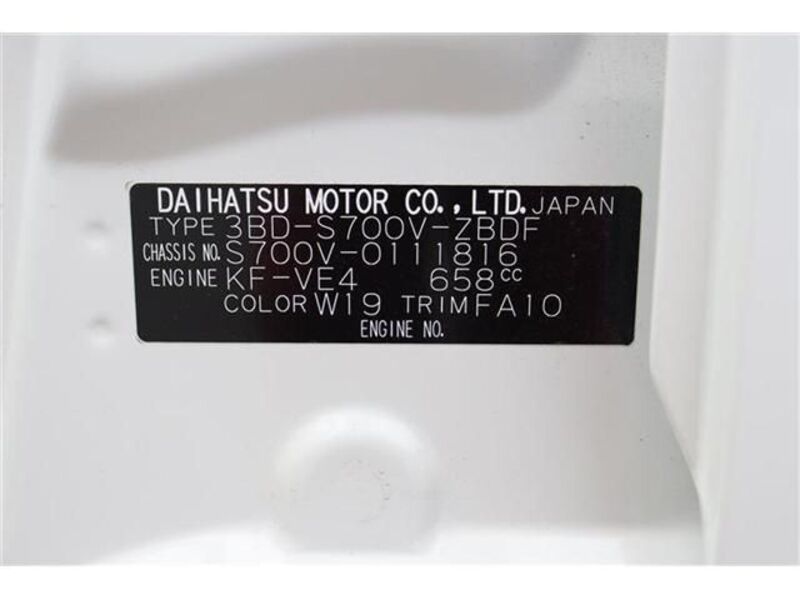 DAIHATSU MOTOR CO., LTD. JAPAN
TYPE 3BD-S700V-ZBDF
CHASSIS NO. S700V-0111816
ENGINE KF-VE4 658CC
COLOR W19 TRIM FA10
ENGINE NO.